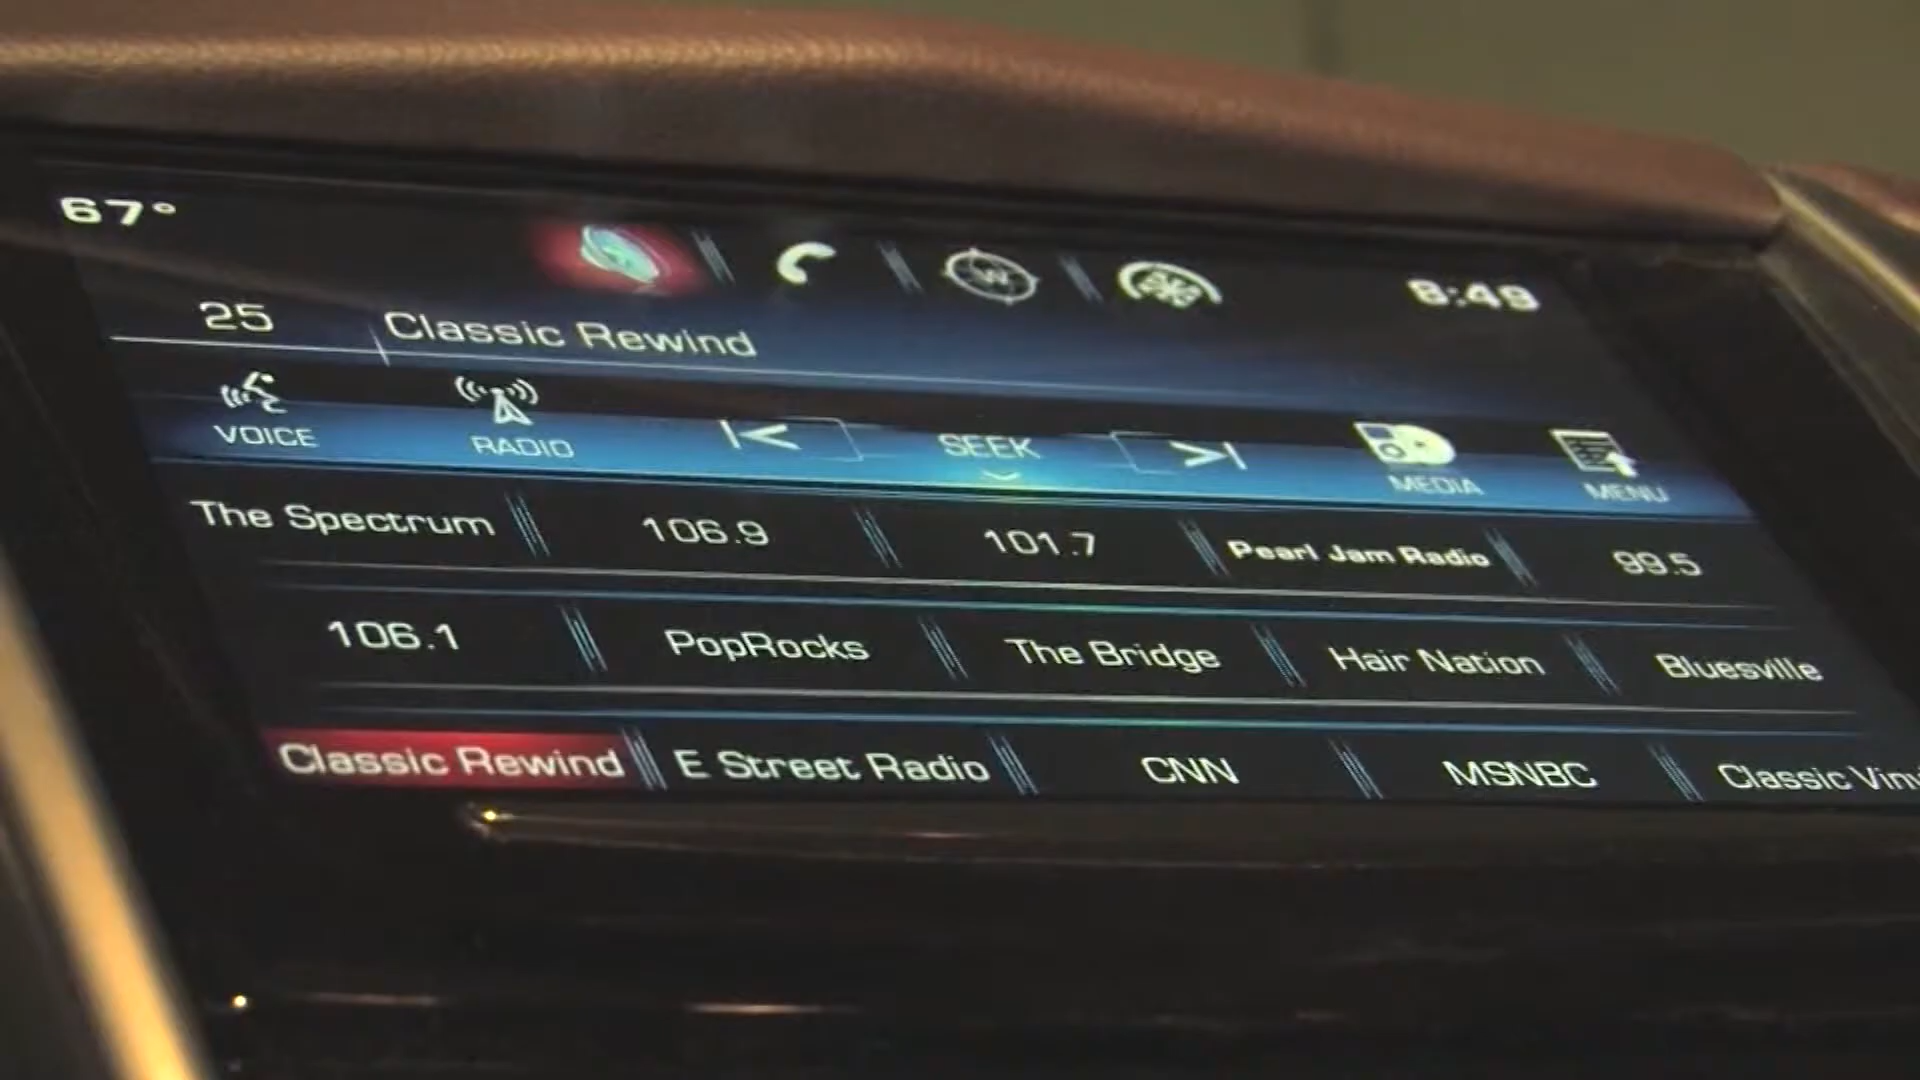 67°
8:49
25 Classic Rewind
VOICE RADIO SEEK MEDIA MENU
The Spectrum 106.9 101.7 Pearl Jam Radio 99.5
106.1 PopRocks The Bridge Hair Nation Bluesville
Classic Rewind E Street Radio CNN MSNBC Classic Viny